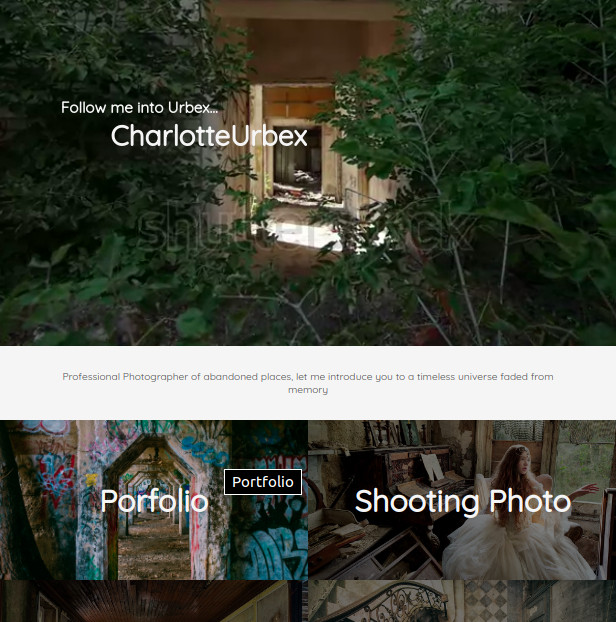 Follow me into Urbex...
CharlotteUrbex
shutterstock
Professional Photographer of abandoned places, let me introduce you to a timeless universe faded from
memory
Porfolio
Portfolio
Shooting Photo